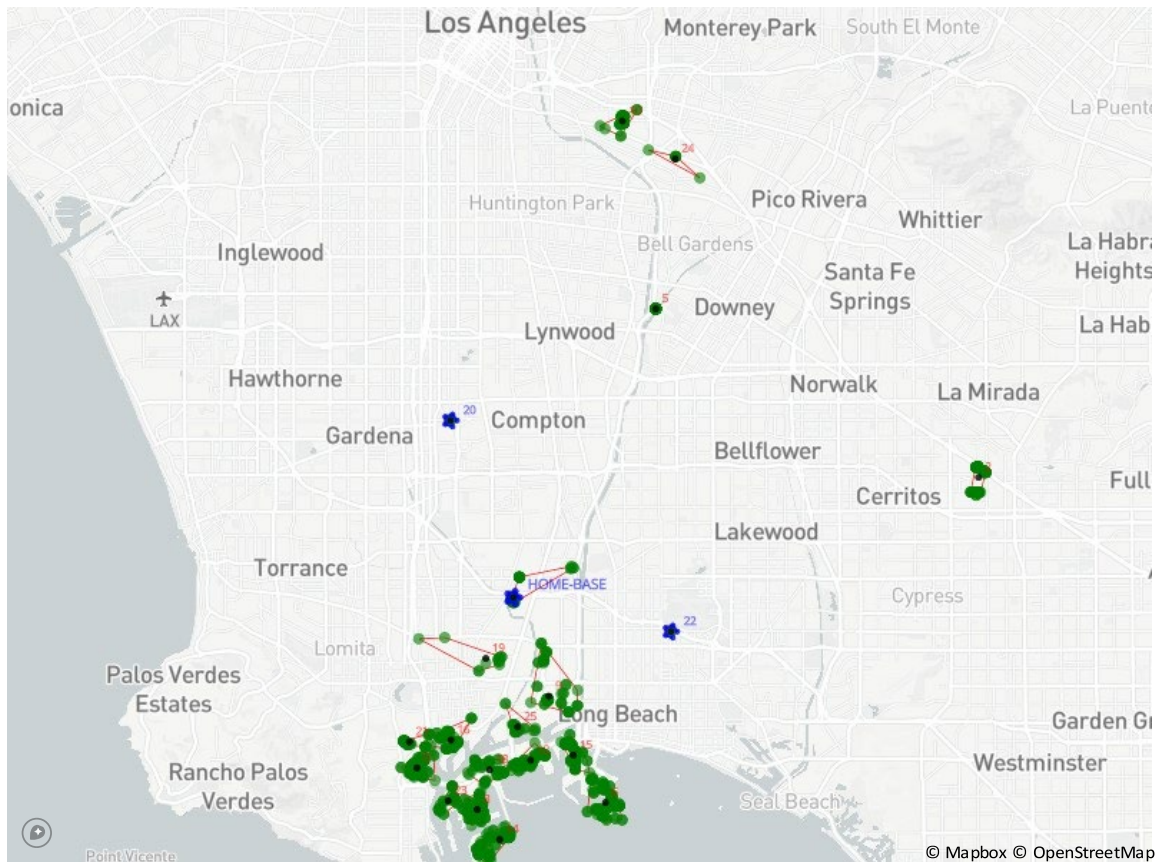 Los Angeles
Monterey Park
South El Monte
onica
La Puente
24
Huntington Park
Pico Rivera
Whittier
Bell Gardens
La Habra
Heights
Inglewood
Santa Fe
Springs
LAX
5
Downey
Lynwood
La Hab
Hawthorne
Norwalk
La Mirada
20
Compton
Gardena
Bellflower
Full
Cerritos
Lakewood
Torrance
HOME-BASE
Cypress
22
Lomita
19
Palos Verdes
Estates
25
Long Beach
Garden Gr
15
Westminster
Rancho Palos
Verdes
Seal Beach
Point Vicente
© Mapbox © OpenStreetMap